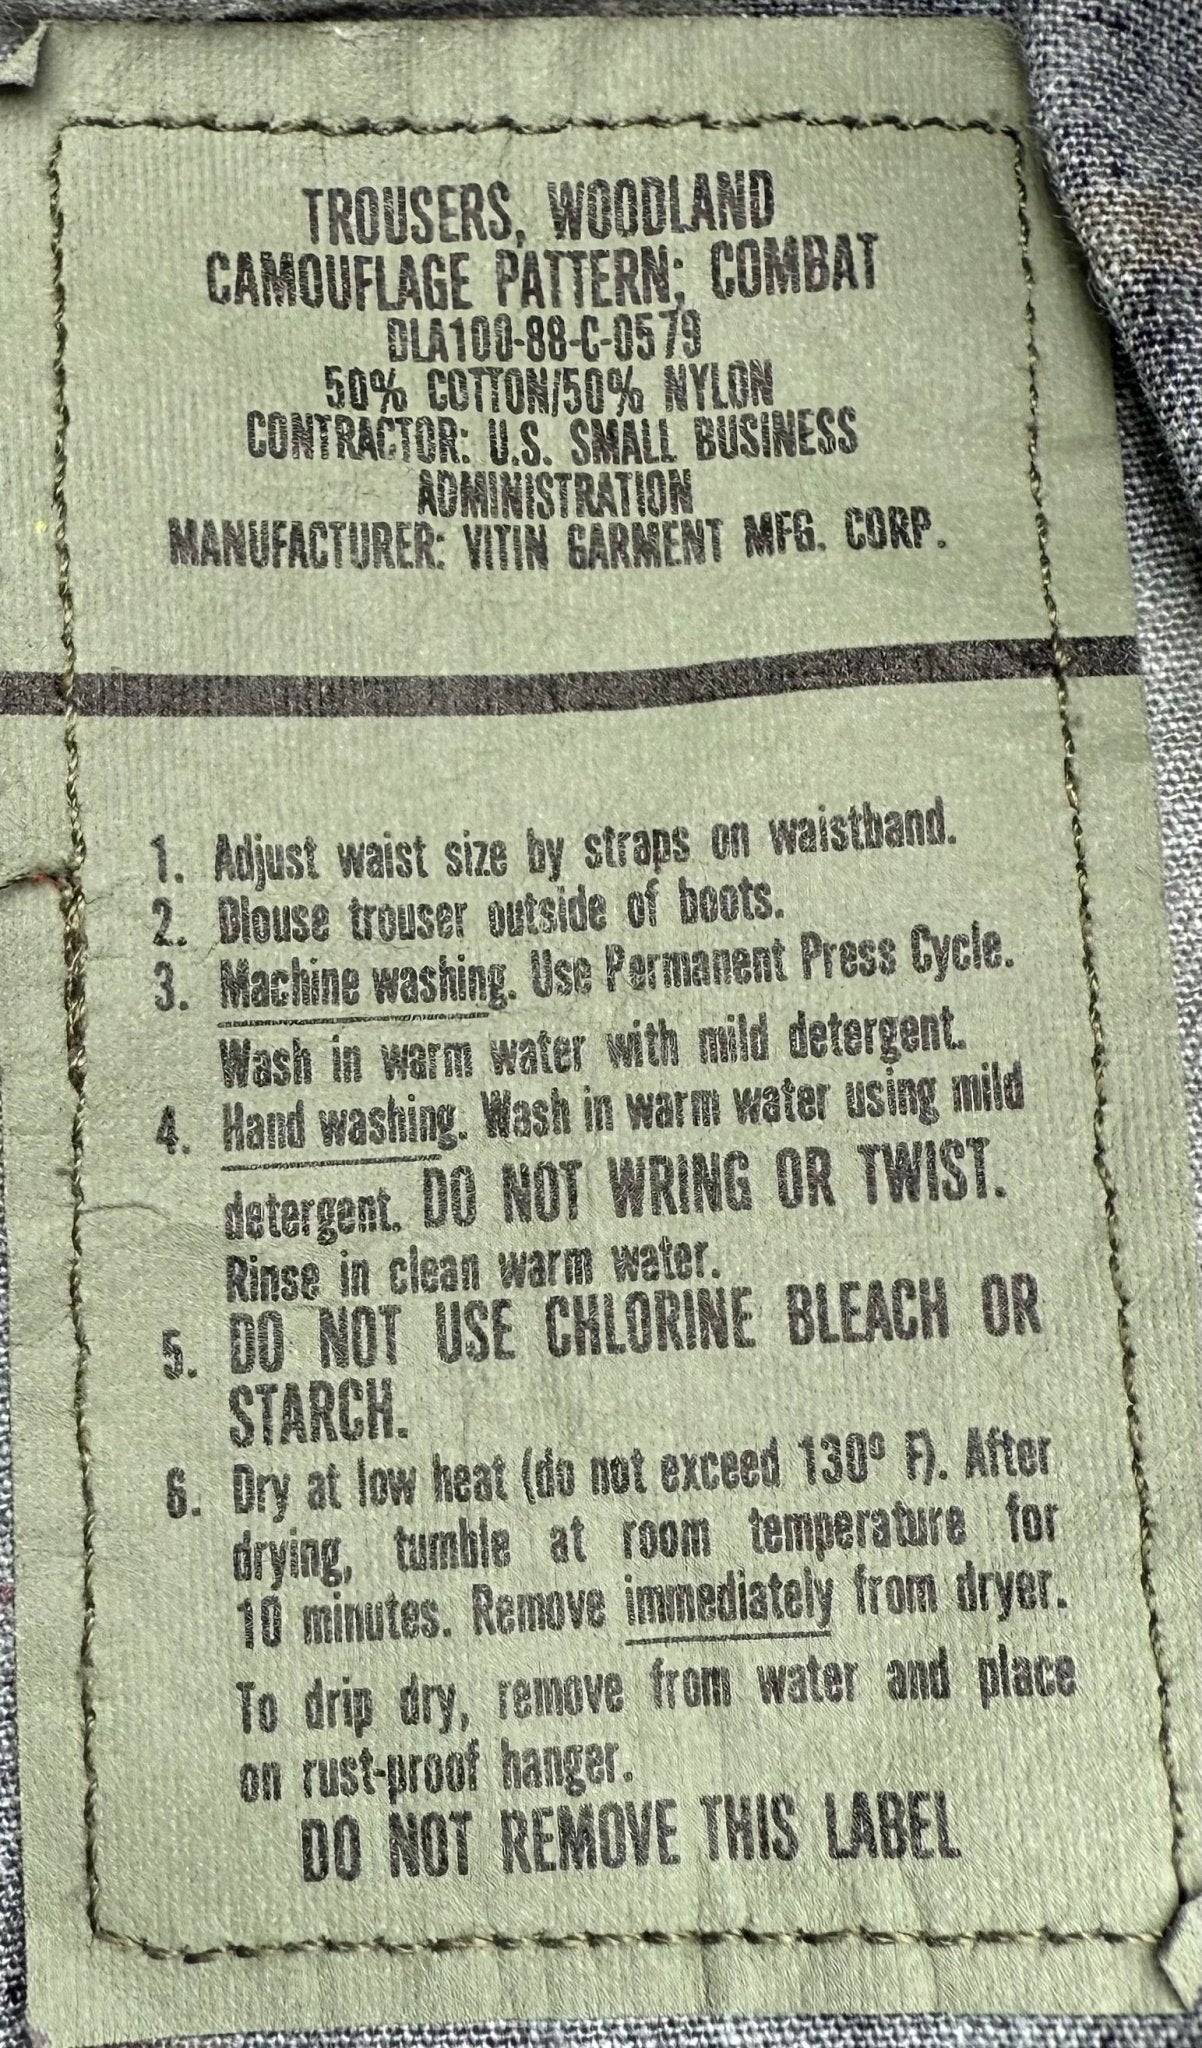 TROUSERS, WOODLAND
CAMOUFLAGE PATTERN; COMBAT
DLA100-88-C-0579
50% COTTON/50% NYLON
CONTRACTOR: U.S. SMALL BUSINESS
ADMINISTRATION
MANUFACTURER: VITIN GARMENT MFG. CORP.
1. Adjust waist size by straps on waistband.
2. Blouse trouser outside of boots.
3. Machine washing. Use Permanent Press Cycle.
Wash in warm water with mild detergent.
4. Hand washing. Wash in warm water using mild
detergent. DO NOT WRING OR TWIST.
Rinse in clean warm water.
5. DO NOT USE CHLORINE BLEACH OR
STARCH.
6. Dry at low heat (do not exceed 130º F). After
drying, tumble at room temperature for
10 minutes. Remove immediately from dryer.
To drip dry, remove from water and place
on rust-proof hanger.
DO NOT REMOVE THIS LABEL